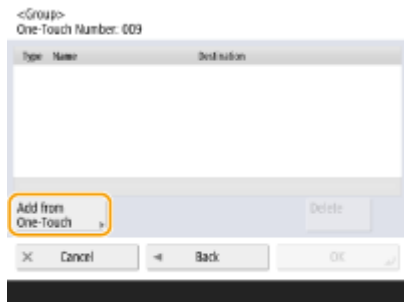 <Group>
One-Touch Number: 009
Type Name Destination
Add from
One-Touch
Delete
Cancel Back OK